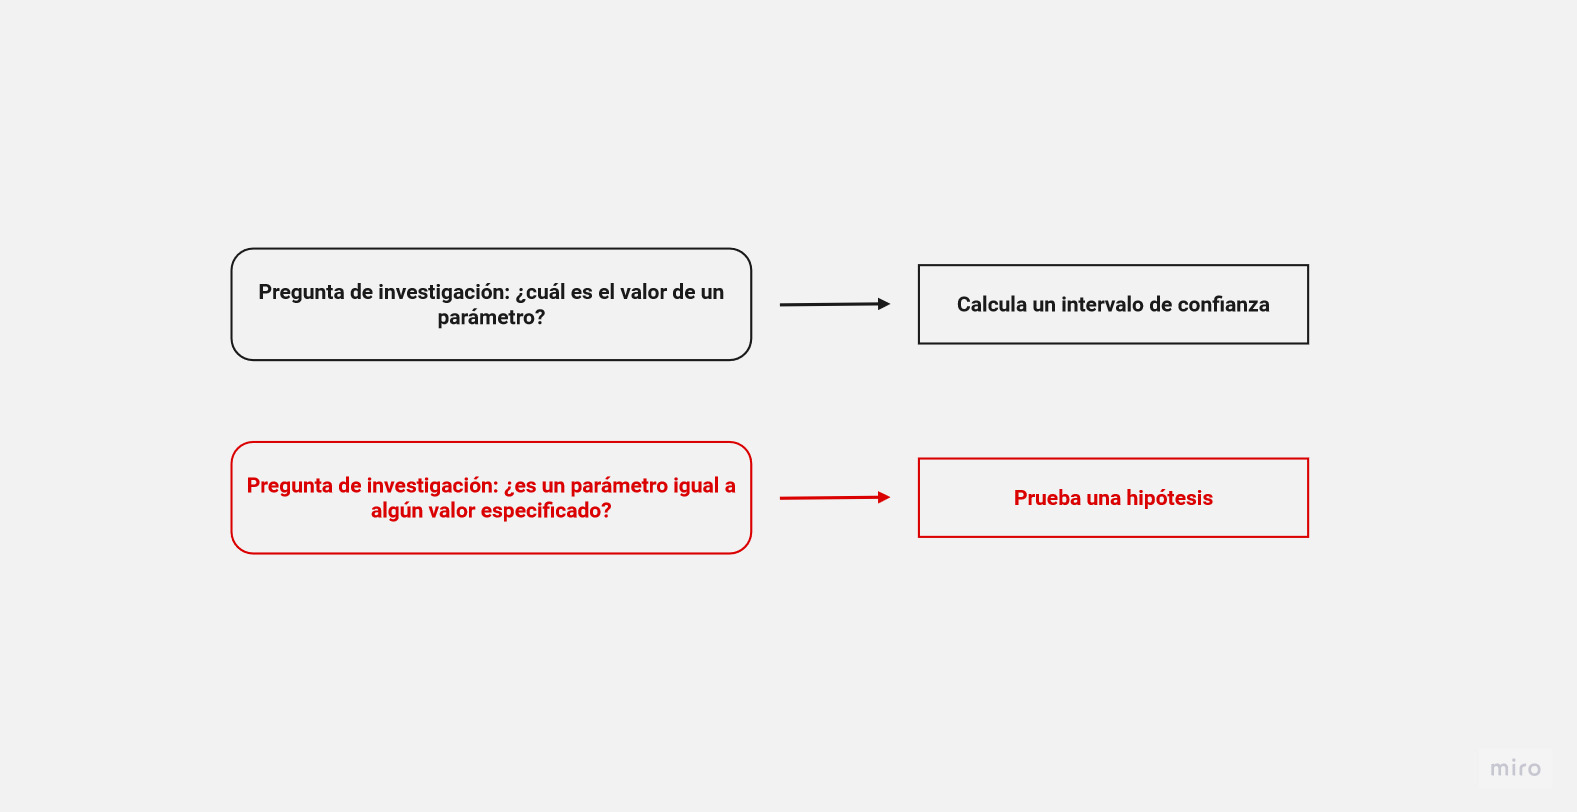 Pregunta de investigación: ¿cuál es el valor de un
parámetro?
Calcula un intervalo de confianza
Pregunta de investigación: ¿es un parámetro igual a
algún valor especificado?
Prueba una hipótesis
miro